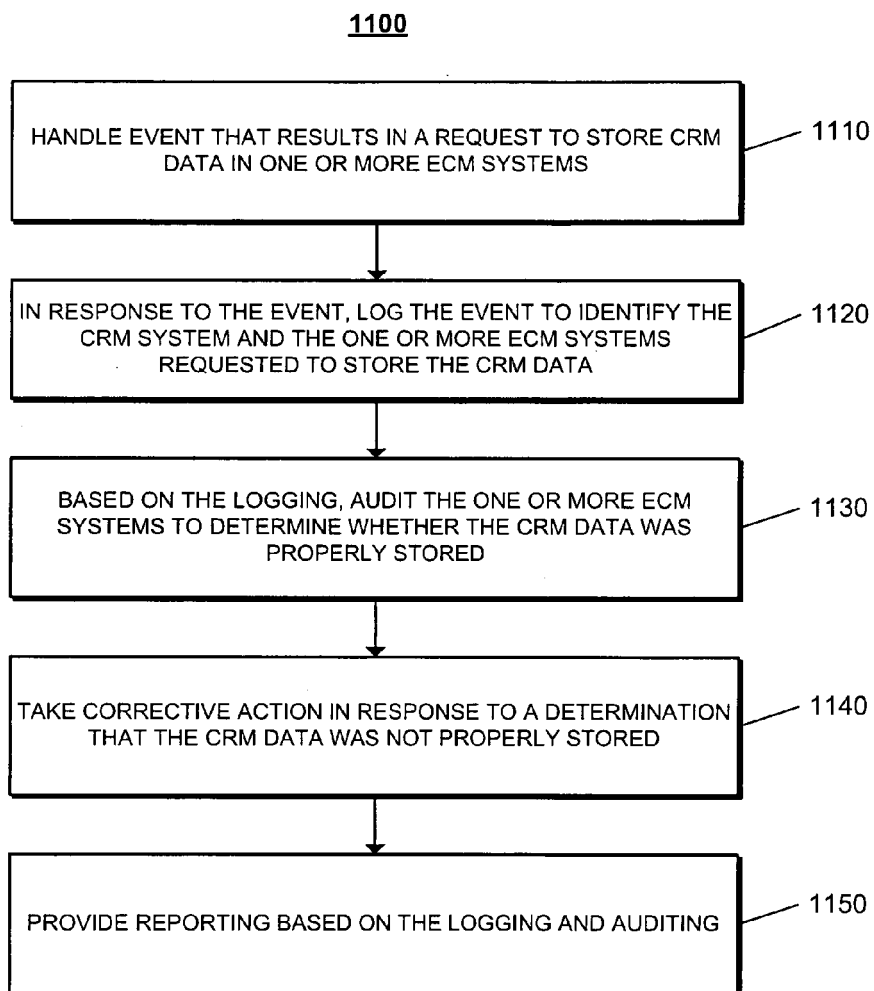 1100
HANDLE EVENT THAT RESULTS IN A REQUEST TO STORE CRM
DATA IN ONE OR MORE ECM SYSTEMS
1110
IN RESPONSE TO THE EVENT, LOG THE EVENT TO IDENTIFY THE
CRM SYSTEM AND THE ONE OR MORE ECM SYSTEMS
REQUESTED TO STORE THE CRM DATA
1120
BASED ON THE LOGGING, AUDIT THE ONE OR MORE ECM
SYSTEMS TO DETERMINE WHETHER THE CRM DATA WAS
PROPERLY STORED
1130
TAKE CORRECTIVE ACTION IN RESPONSE TO A DETERMINATION
THAT THE CRM DATA WAS NOT PROPERLY STORED
1140
PROVIDE REPORTING BASED ON THE LOGGING AND AUDITING
1150